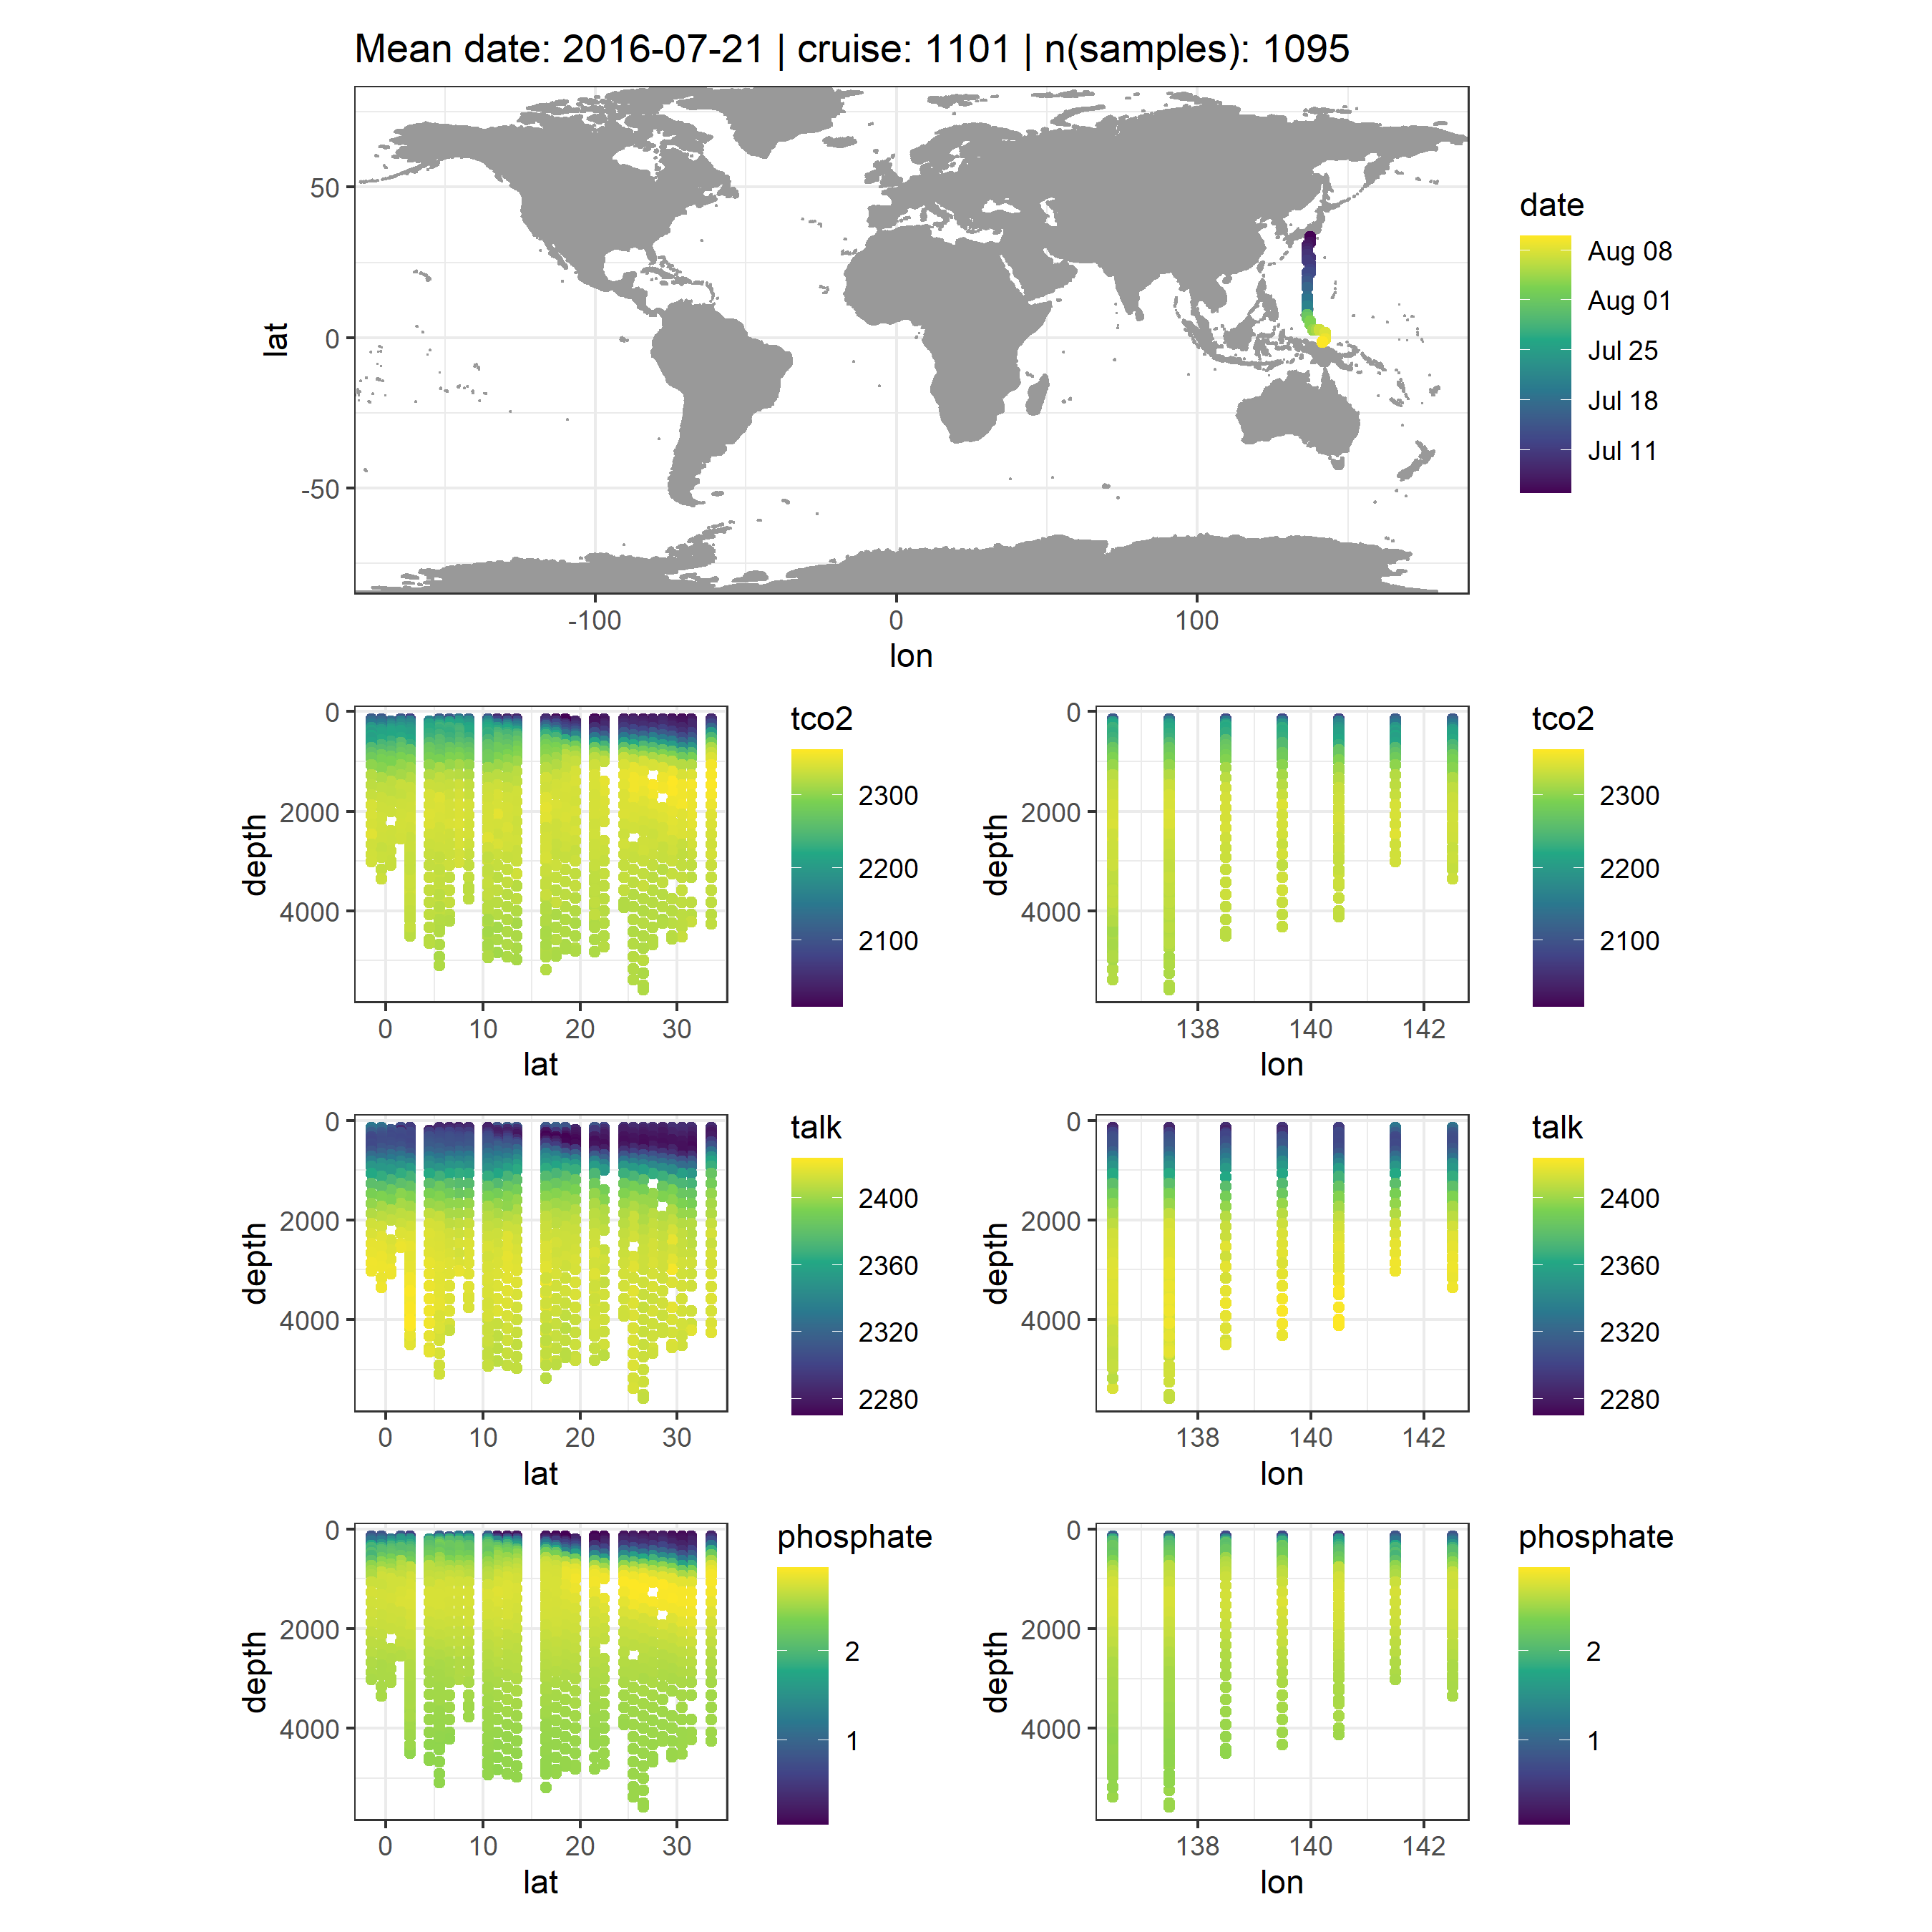 Mean date: 2016-07-21 | cruise: 1101 | n(samples): 1095
lat
50
0
-50
-100 0 100
lon
date
Aug 08
Aug 01
Jul 25
Jul 18
Jul 11
depth
0
2000
4000
0 10 20 30
lat
tco2
2300
2200
2100
depth
0
2000
4000
138 140 142
lon
tco2
2300
2200
2100
depth
0
2000
4000
0 10 20 30
lat
talk
2400
2360
2320
2280
depth
0
2000
4000
138 140 142
lon
talk
2400
2360
2320
2280
depth
0
2000
4000
0 10 20 30
lat
phosphate
2
1
depth
0
2000
4000
138 140 142
lon
phosphate
2
1